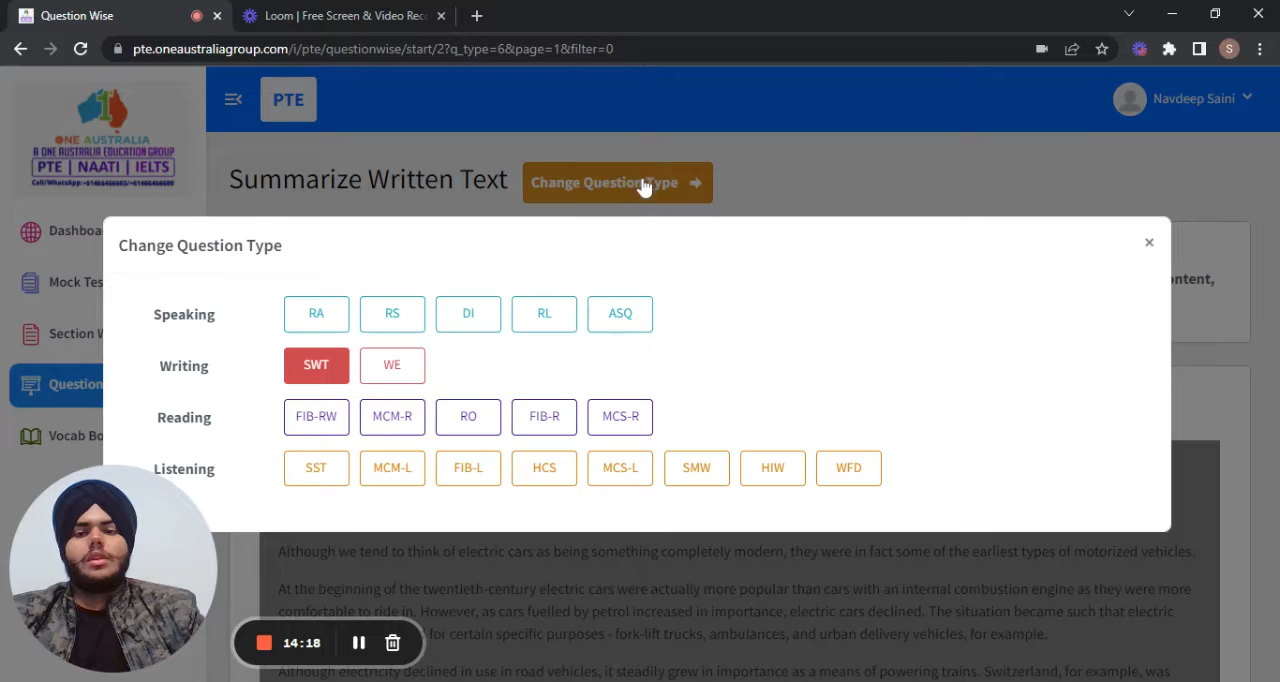 Question Wise
Loom | Free Screen & Video Rec
pte.oneaustraliagroup.com/i/pte/questionwise/start/2?q_type=6&page=1&filter=0
S
1
ONE AUSTRALIA
A ONE AUSTRALIA EDUCATION GROUP
PTE | NAATI | IELTS
PTE
Navdeep Saini
Summarize Written Text
Change Question Type
Dashboa
Mock Tes
Section W
Question
Vocab Bo
ntent,
Change Question Type
×
Speaking RA RS DI RL ASQ
Writing SWT WE
Reading FIB-RW MCM-R RO FIB-R MCS-R
Listening SST MCM-L FIB-L HCS MCS-L SMW HIW WFD
Although we tend to think of electric cars as being something completely modern, they were in fact some of the earliest types of motorized vehicles.
At the beginning of the twentieth-century electric cars were actually more popular than cars with an internal combustion engine as they were more
comfortable to ride in. However, as cars fuelled by petrol increased in importance, electric cars declined. The situation became such that electric
for certain specific purposes - fork-lift trucks, ambulances, and urban delivery vehicles, for example.
Although electricity declined in use in road vehicles, it steadily grew in importance as a means of powering trains. Switzerland, for example, was
14:18